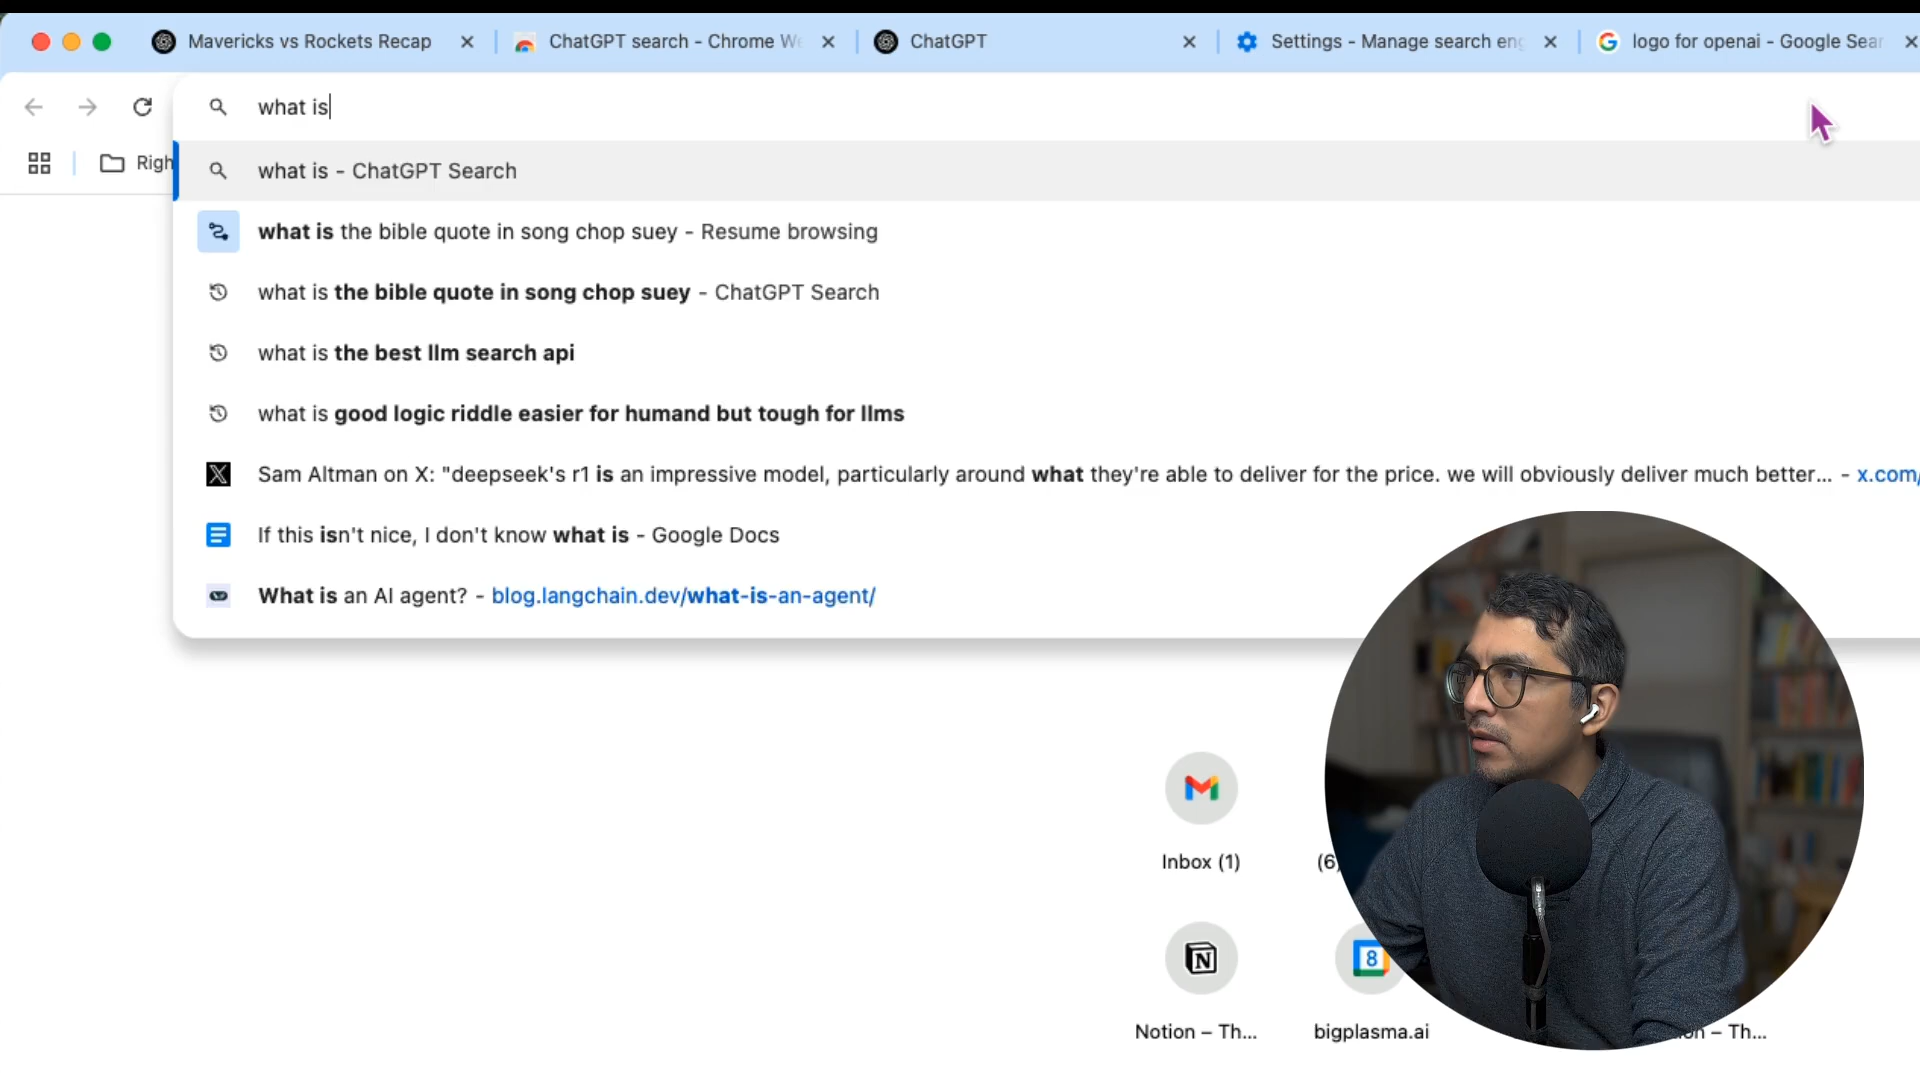 Mavericks vs Rockets Recap
ChatGPT search - Chrome We
ChatGPT
Settings - Manage search eng
logo for openai - Google Sear
what is
Righ
what is - ChatGPT Search
what is the bible quote in song chop suey - Resume browsing
what is the bible quote in song chop suey - ChatGPT Search
what is the best llm search api
what is good logic riddle easier for humand but tough for llms
Sam Altman on X: "deepseek's r1 is an impressive model, particularly around what they're able to deliver for the price. we will obviously deliver much better... - x.com/
If this isn't nice, I don't know what is - Google Docs
What is an AI agent? - blog.langchain.dev/what-is-an-agent/
Inbox (1)
(6)
N
8
Notion – Th...
bigplasma.ai
on – Th...